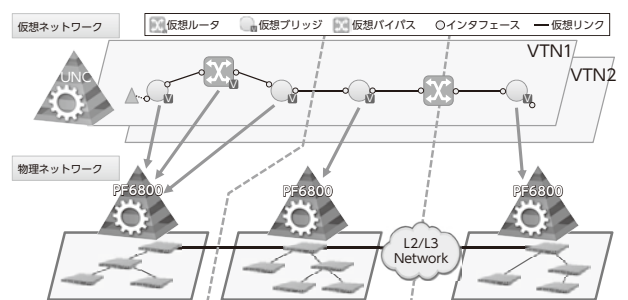 仮想ネットワーク
仮想ルータ 仮想ブリッジ 仮想バイパス インタフェース 仮想リンク
VTN1
VTN2
UNC
V V V V V V
物理ネットワーク
PF6800 PF6800 PF6800
L2/L3
Network